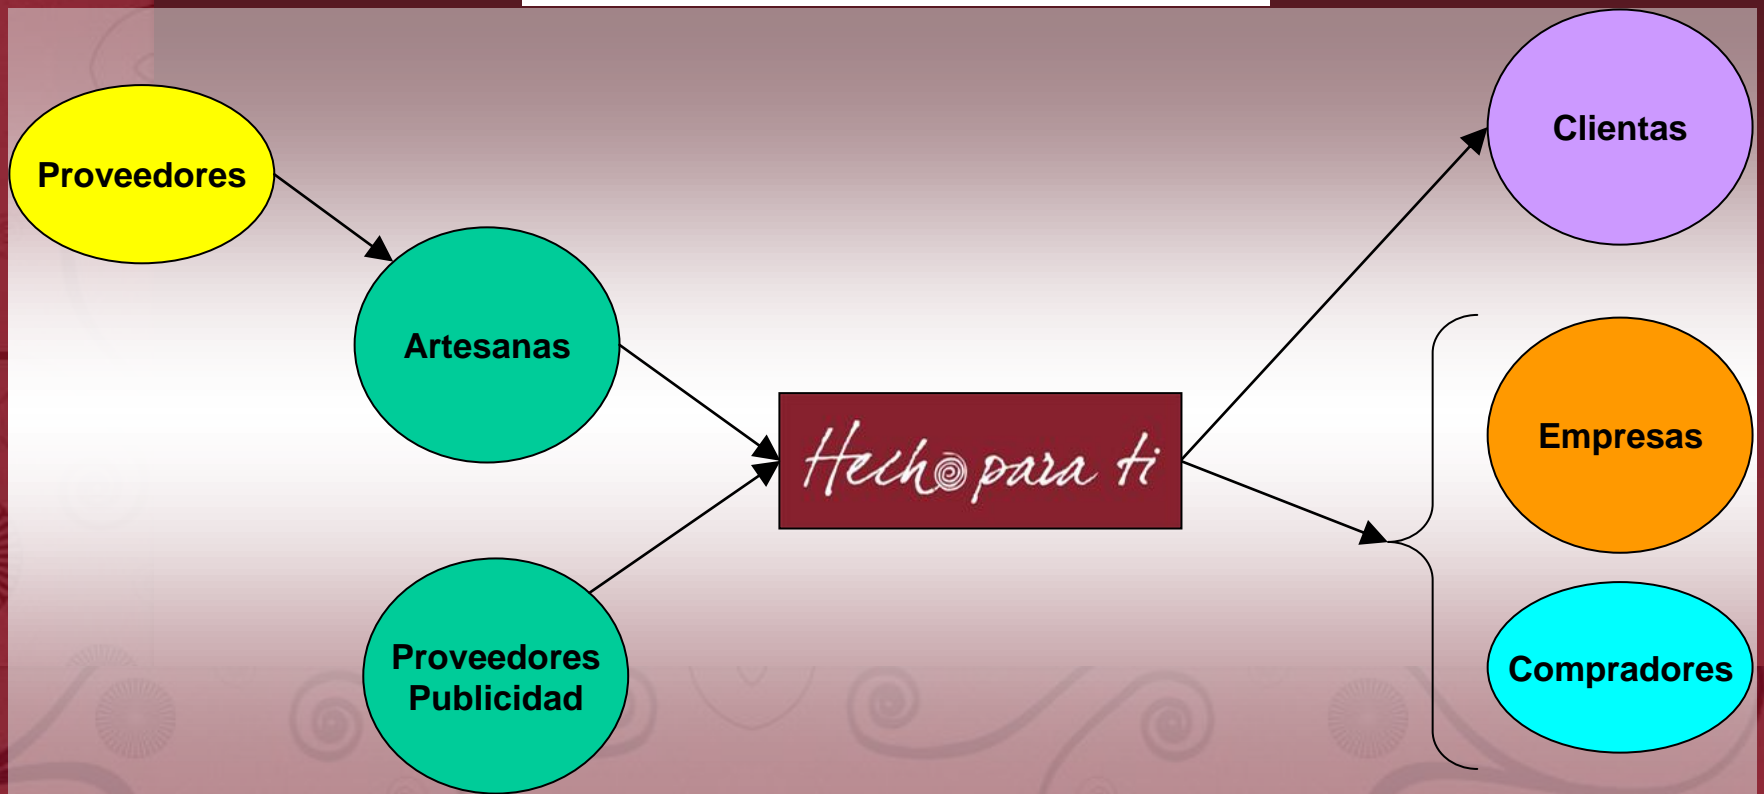 Proveedores
Artesanas
Proveedores
Publicidad
Hecho para ti
Clientas
Empresas
Compradores